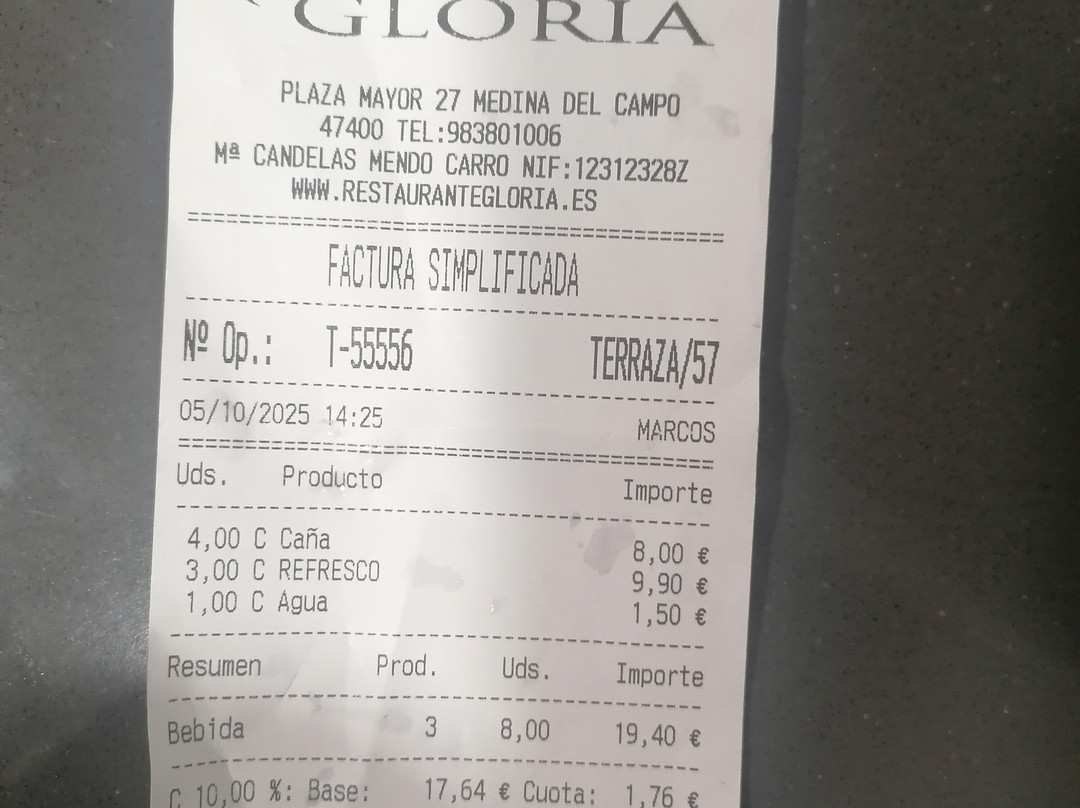 GLORIA
PLAZA MAYOR 27 MEDINA DEL CAMPO
47400 TEL:983801006
Mª CANDELAS MENDO CARRO NIF:12312328Z
WWW.RESTAURANTEGLORIA.ES
FACTURA SIMPLIFICADA
Nº Op.: T-55556 TERRAZA/57
05/10/2025 14:25 MARCOS
Uds. Producto Importe
4,00 C Caña 8,00 €
3,00 C REFRESCO 9,90 €
1,00 C Agua 1,50 €
Resumen Prod. Uds. Importe
Bebida 3 8,00 19,40 €
C 10,00 %: Base: 17,64 € Cuota: 1,76 €